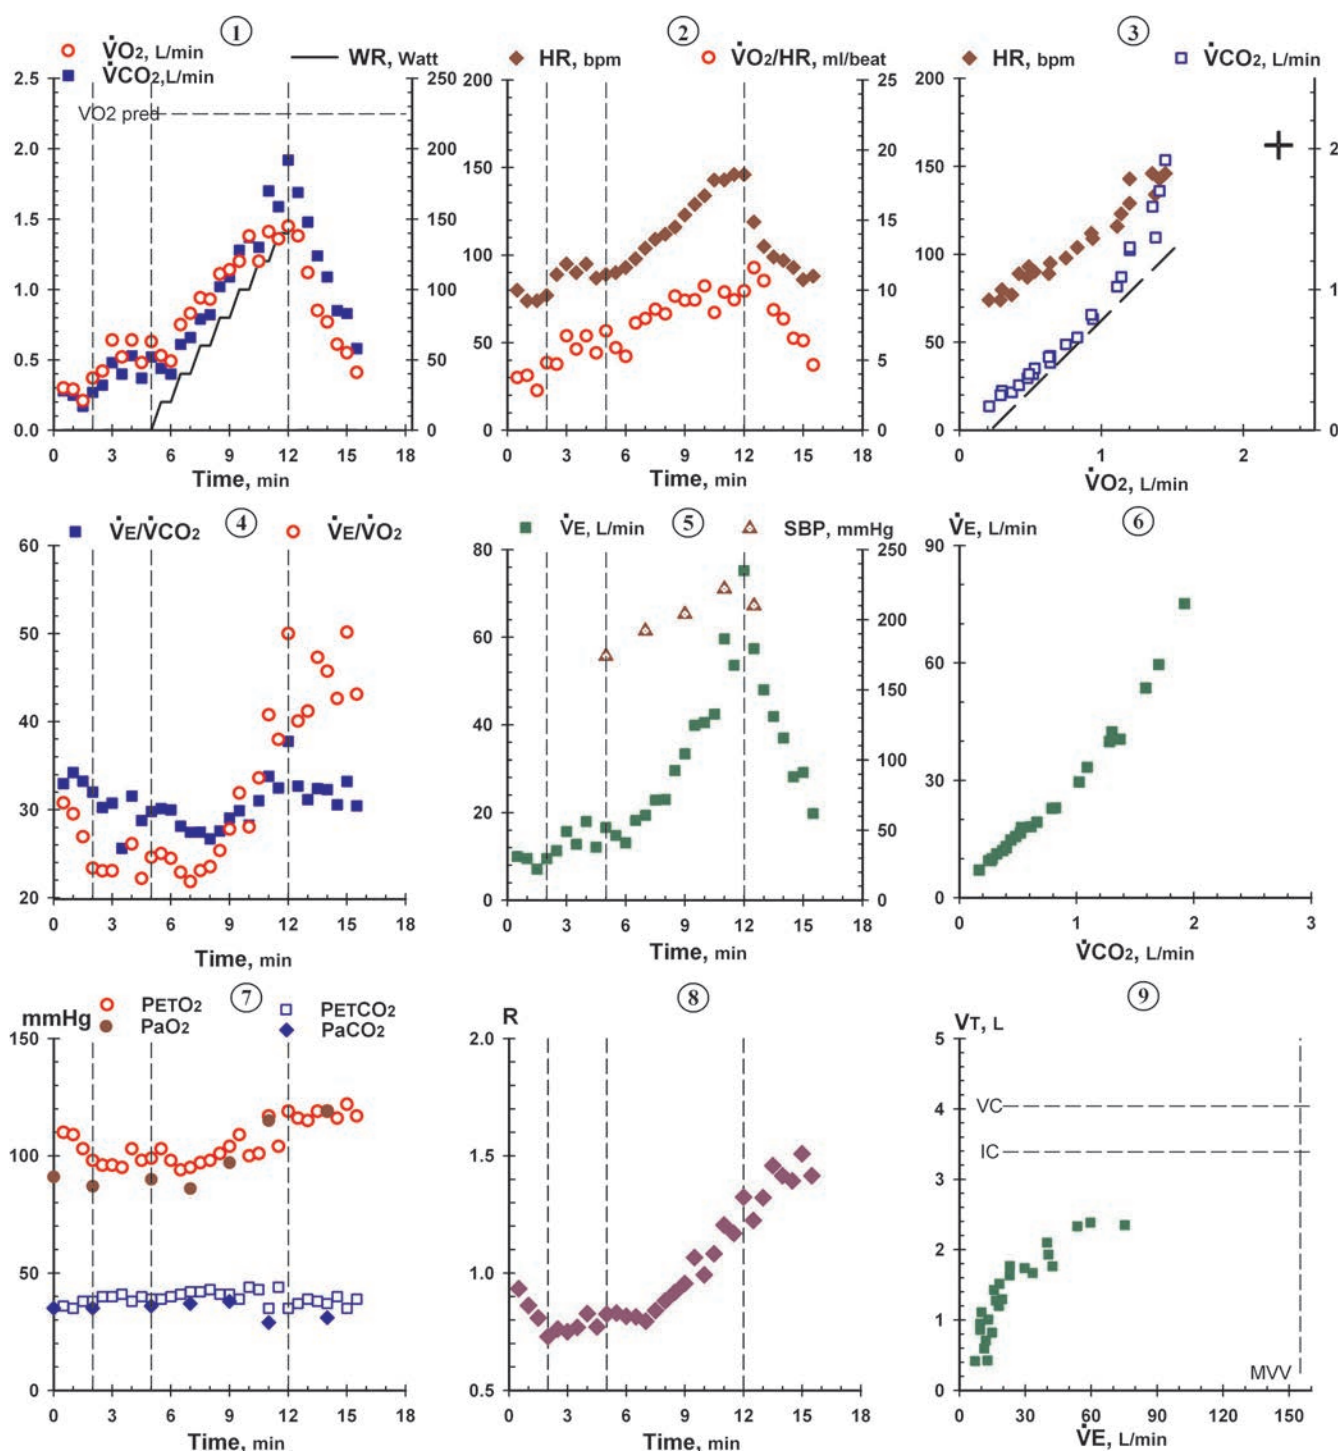 ① ② ③
V̇O2, L/min V̇CO2, L/min WR, Watt
HR, bpm V̇O2/HR, ml/beat
HR, bpm V̇CO2, L/min
2.5 250 200 25 200
VO2 pred
2.0 200 150 20 150 2
1.5 150 15
1.0 100 100 10 100 1
0.5 50 50 5 50
0.0 0 0 0 0 0
0 3 6 9 12 15 18 0 3 6 9 12 15 18 0 1 2
Time, min Time, min V̇O2, L/min
④ ⑤ ⑥
V̇E/V̇CO2 V̇E/V̇O2
V̇E, L/min SBP, mmHg
V̇E, L/min
60 80 250 90
50 60 200 60
40 40 150
30 20 100 30
20 0 50 0
0
0 3 6 9 12 15 18 0 3 6 9 12 15 18 0 1 2 3
Time, min Time, min V̇CO2, L/min
⑦ ⑧ ⑨
mmHg PETO2 PETCO2
PaO2 PaCO2
R
VT, L
150 2.0 5
VC 4
100 1.5 IC 3
50 1.0 2
1
0 0.5 0 MVV
0 3 6 9 12 15 18 0 3 6 9 12 15 18 0 30 60 90 120 150
Time, min Time, min V̇E, L/min